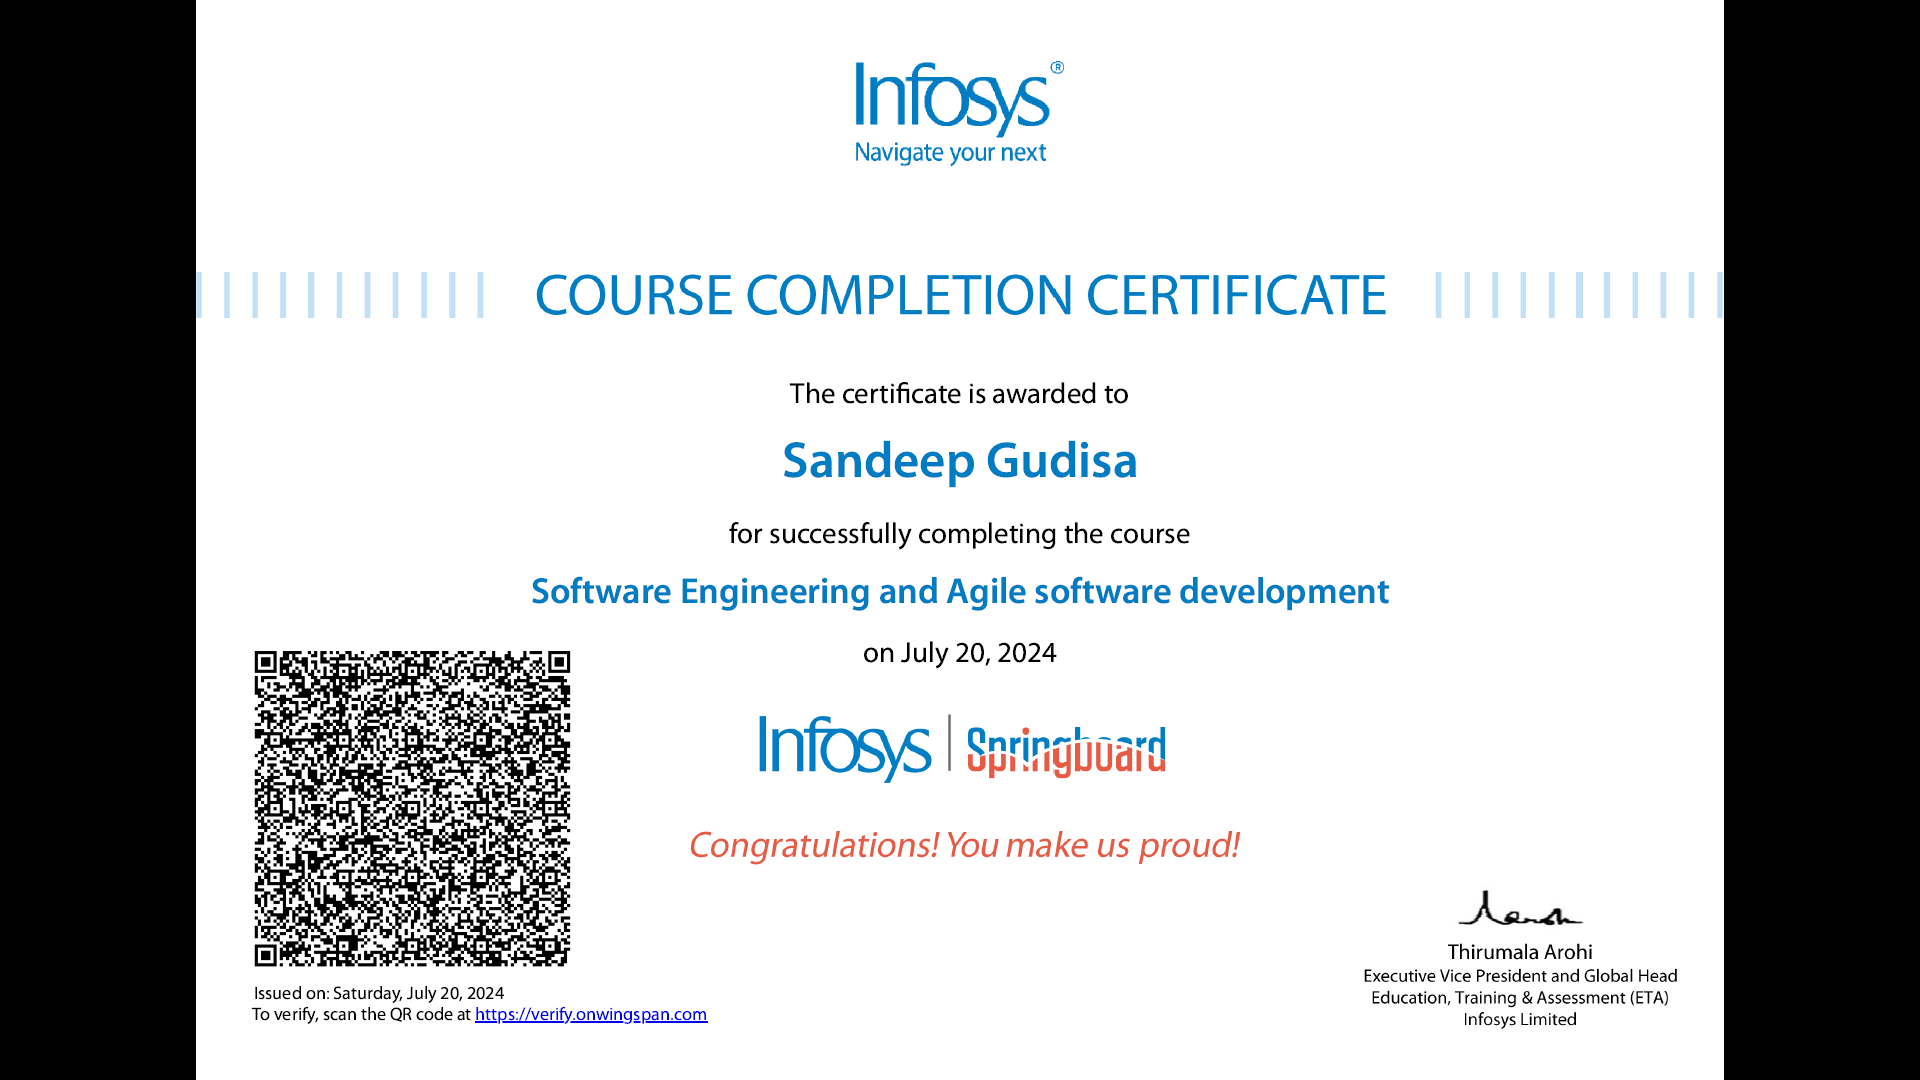 Infosys®
Navigate your next
COURSE COMPLETION CERTIFICATE
The certificate is awarded to
Sandeep Gudisa
for successfully completing the course
Software Engineering and Agile software development
on July 20, 2024
Infosys | Springboard
Congratulations! You make us proud!
Issued on: Saturday, July 20, 2024
To verify, scan the QR code at https://verify.onwingspan.com
Thirumala Arohi
Executive Vice President and Global Head
Education, Training & Assessment (ETA)
Infosys Limited